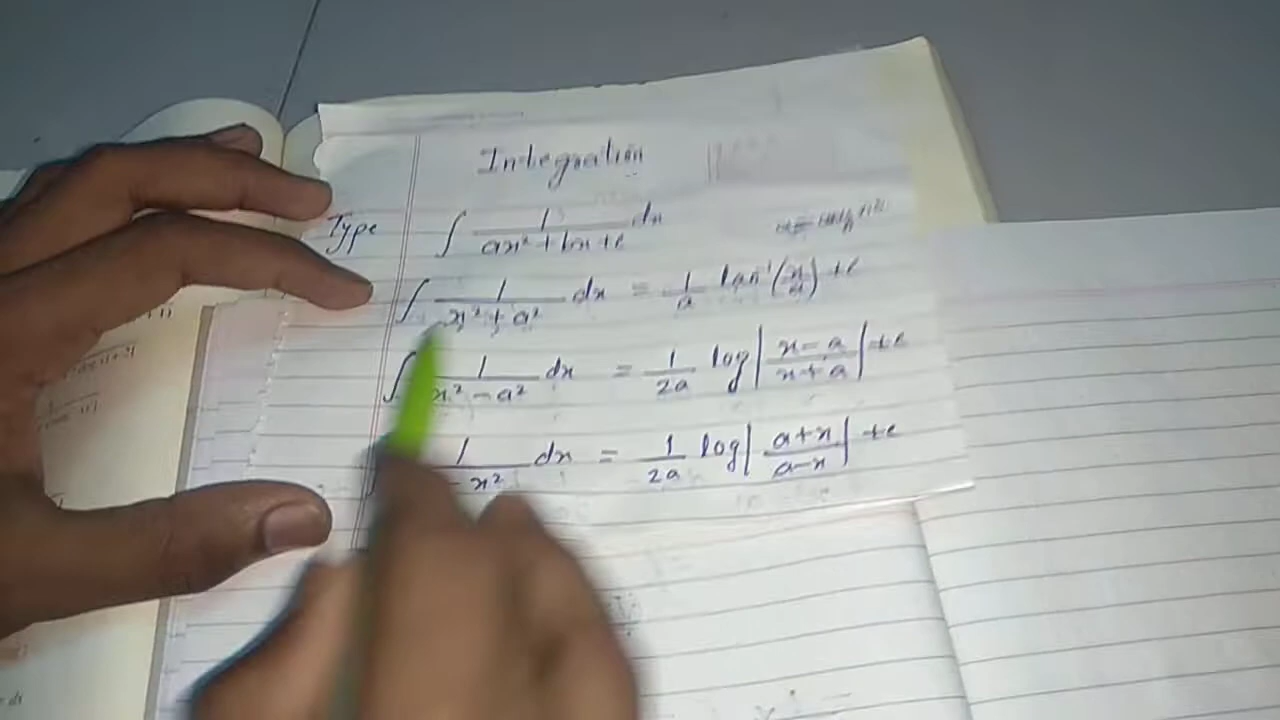 Integration
Type ∫ 1/(ax² + bx + c) dx
∫ 1/(x² + a²) dx = 1/a tan⁻¹(x/a) + c
∫ 1/(x² - a²) dx = 1/2a log|(x - a)/(x + a)| + c
1/( - x²) dx = 1/2a log|(a + x)/(a - x)| + c